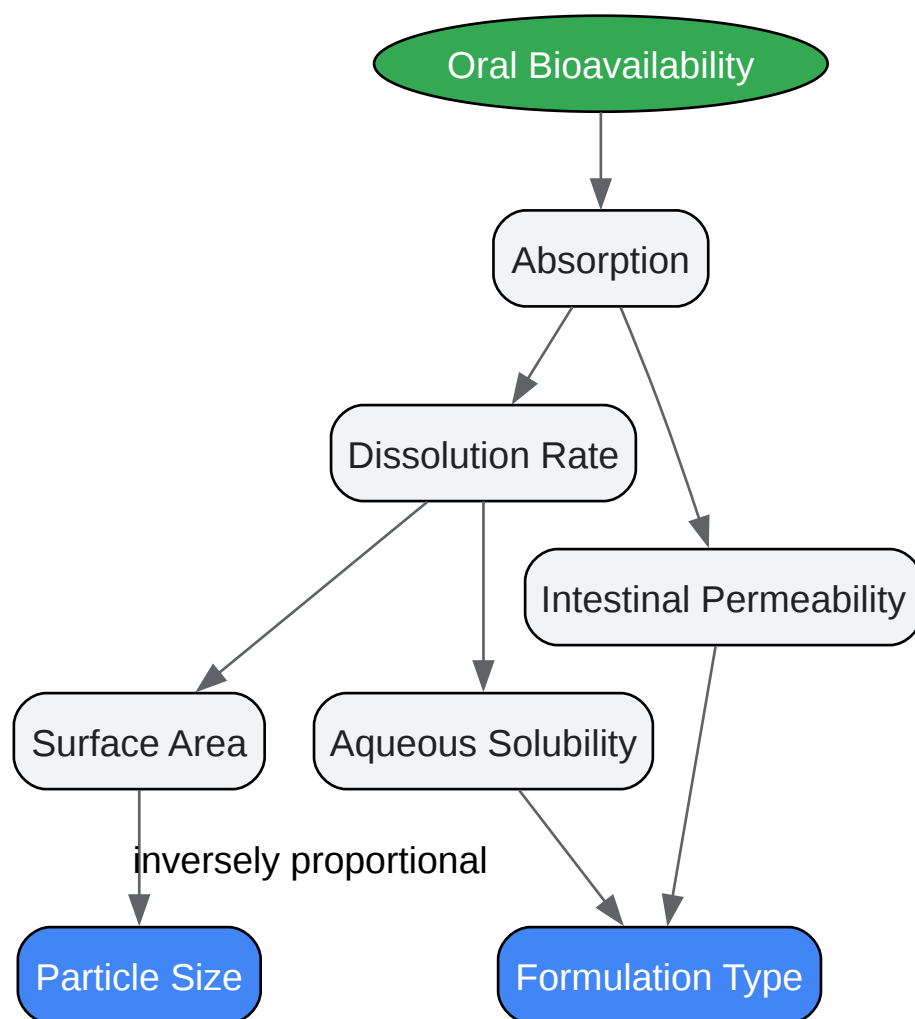 Oral Bioavailability
Absorption
Dissolution Rate
Intestinal Permeability
Surface Area
Aqueous Solubility
inversely proportional
Particle Size
Formulation Type